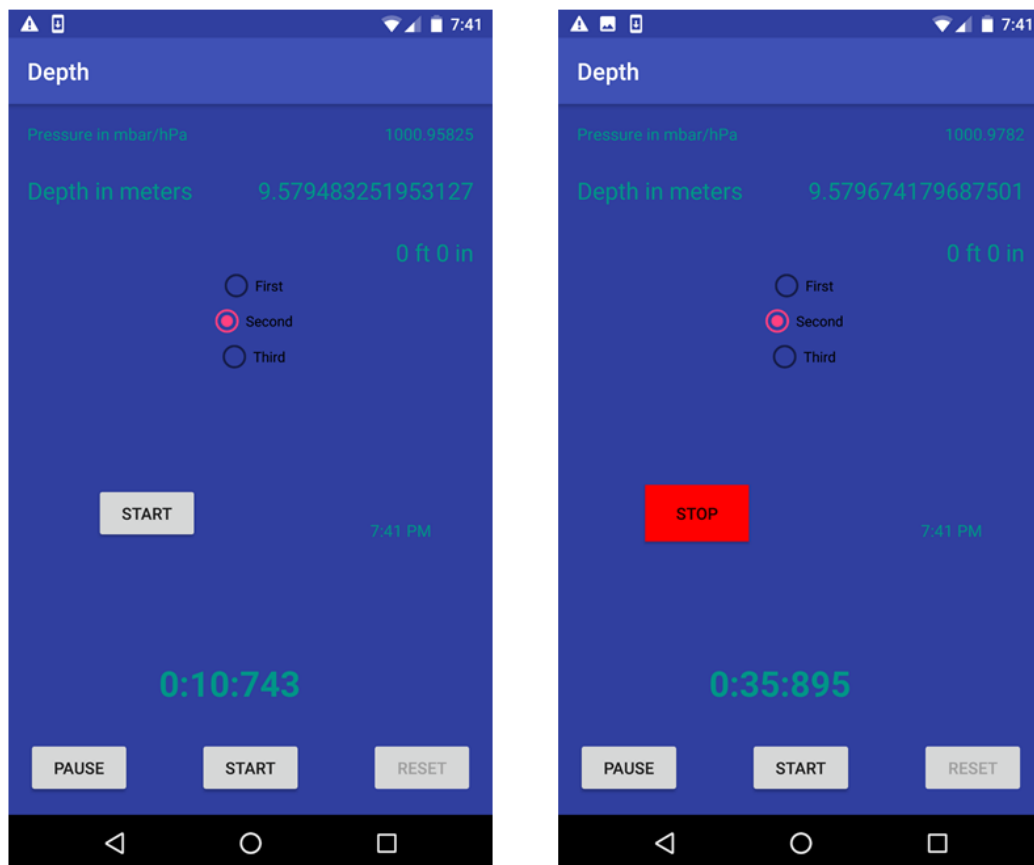 7:41
Depth
Pressure in mbar/hPa 1000.95825
Depth in meters 9.579483251953127
0 ft 0 in
First
Second
Third
START
7:41 PM
0:10:743
PAUSE START RESET
7:41
Depth
Pressure in mbar/hPa 1000.9782
Depth in meters 9.579674179687501
0 ft 0 in
First
Second
Third
STOP
7:41 PM
0:35:895
PAUSE START RESET